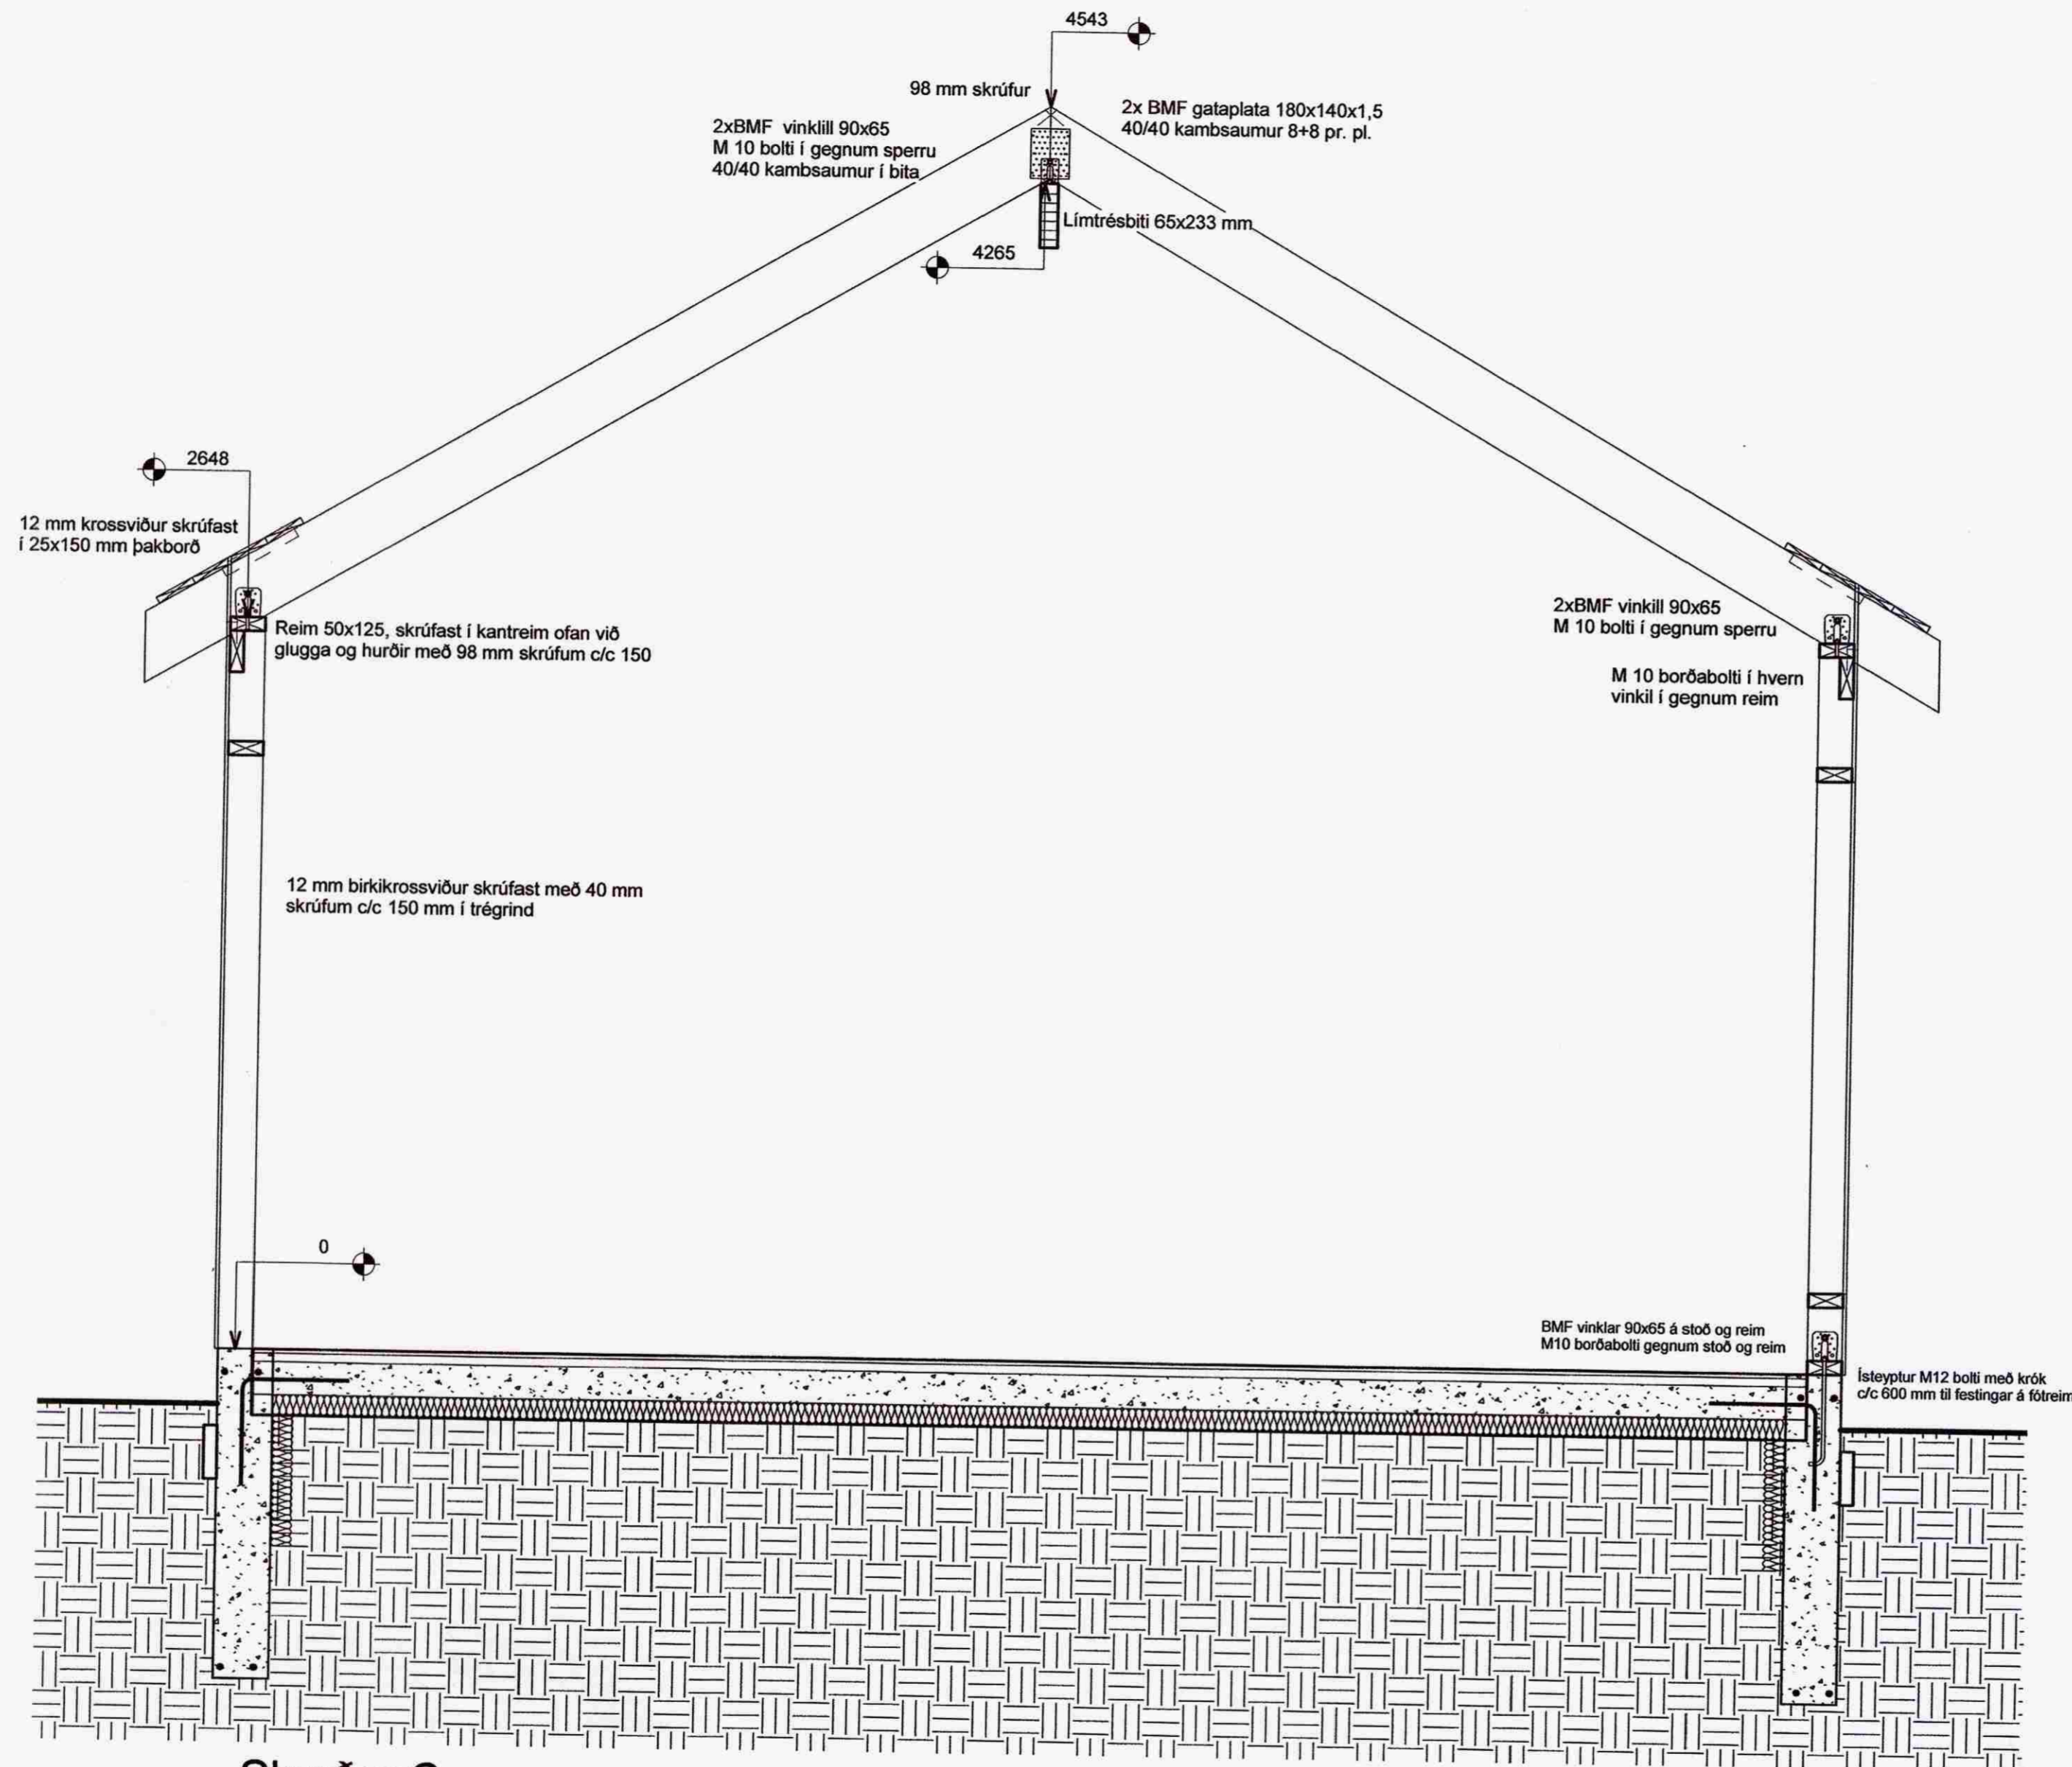 4543
98 mm skrúfur
2x BMF gataplata 180x140x1,5
40/40 kambsaumur 8+8 pr. pl.
2xBMF vinklill 90x65
M 10 bolti í gegnum sperru
40/40 kambsaumur í bita
Límtrésbiti 65x233 mm
4265
2648
12 mm krossviður skrúfast
í 25x150 mm þakborð
Reim 50x125, skrúfast í kantreim ofan við
glugga og hurðir með 98 mm skrúfum c/c 150
2xBMF vinkill 90x65
M 10 bolti í gegnum sperru
M 10 borðabolti í hvern
vinkil í gegnum reim
12 mm birkikrossviður skrúfast með 40 mm
skrúfum c/c 150 mm í trégrind
0
BMF vinklar 90x65 á stoð og reim
M10 borðabolti gegnum stoð og reim
Ísteyptur M12 bolti með krók
c/c 600 mm til festingar á fótreim